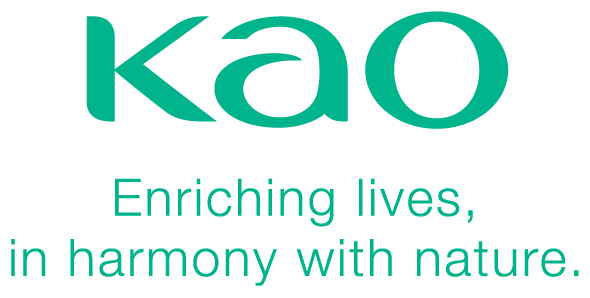 Kao
Enriching lives,
in harmony with nature.